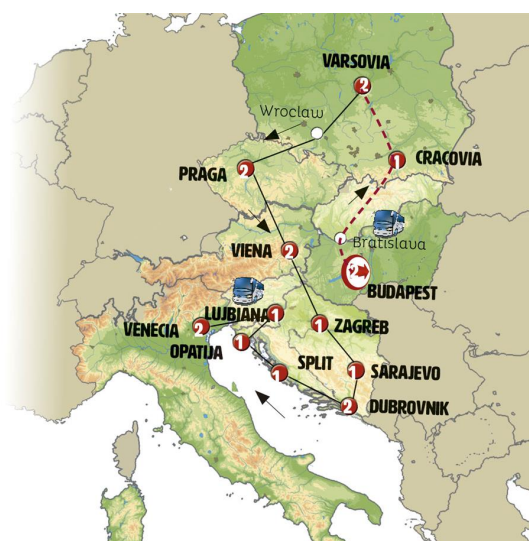 VARSOVIA
2
Wroclaw
CRACOVIA
1
PRAGA
2
Bratislava
VIENA
2
2
BUDAPEST
LUJBIANA
1
VENECIA
2
ZAGREB
1
OPATIJA
1
SPLIT
1
SARAJEVO
1
DUBROVNIK
2